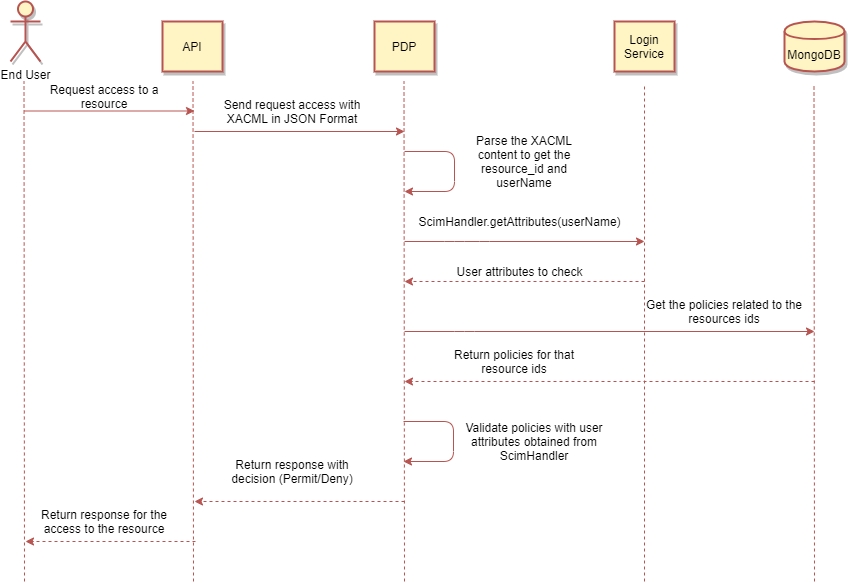 End User
API
PDP
Login
Service
MongoDB
Request access to a
resource
Send request access with
XACML in JSON Format
Parse the XACML
content to get the
resource_id and
userName
ScimHandler.getAttributes(userName)
User attributes to check
Get the policies related to the
resources ids
Return policies for that
resource ids
Validate policies with user
attributes obtained from
ScimHandler
Return response with
decision (Permit/Deny)
Return response for the
access to the resource